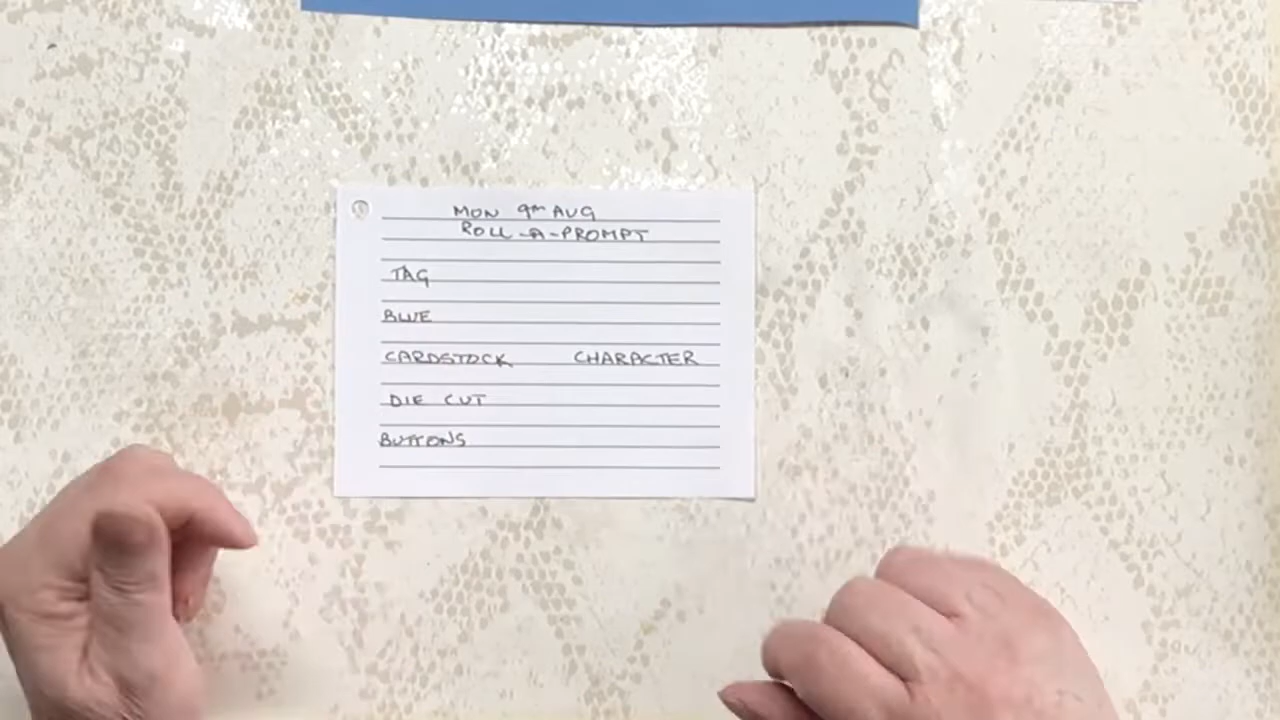 MON 9TH AUG
ROLL-A-PROMPT
TAG
BLUE
CARDSTOCK CHARACTER
DIE CUT
BUTTONS